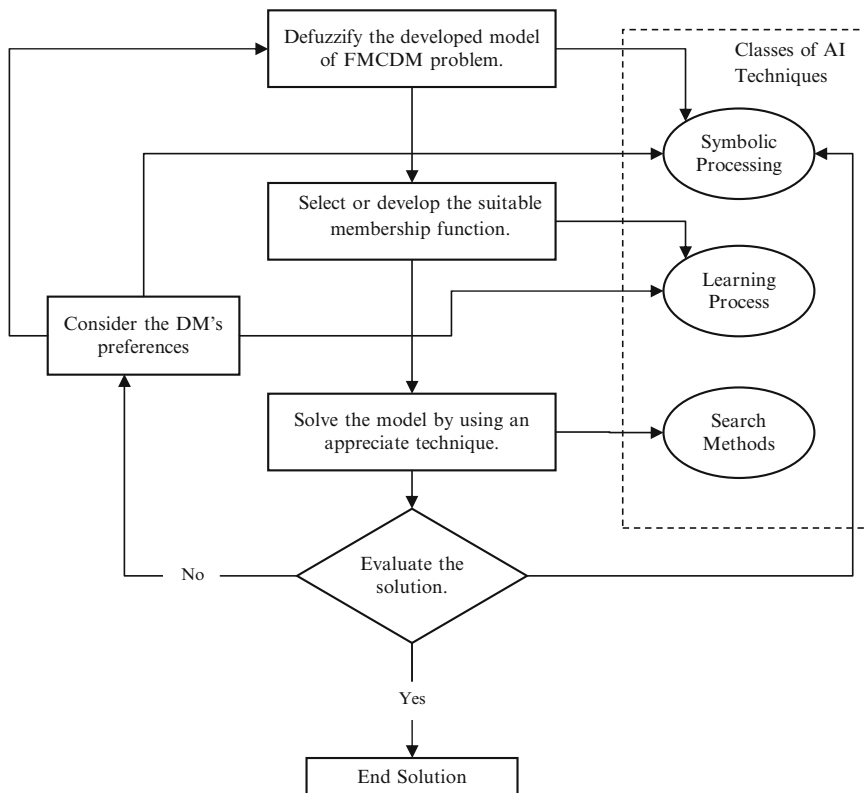 Defuzzify the developed model
of FMCDM problem.
Classes of AI
Techniques
Symbolic
Processing
Select or develop the suitable
membership function.
Learning
Process
Consider the DM's
preferences
Solve the model by using an
appreciate technique.
Search
Methods
Evaluate the
solution.
No
Yes
End Solution